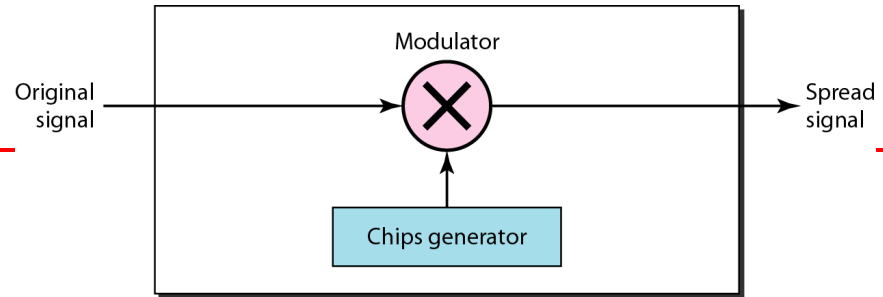 Modulator
Original
signal
Spread
signal
Chips generator